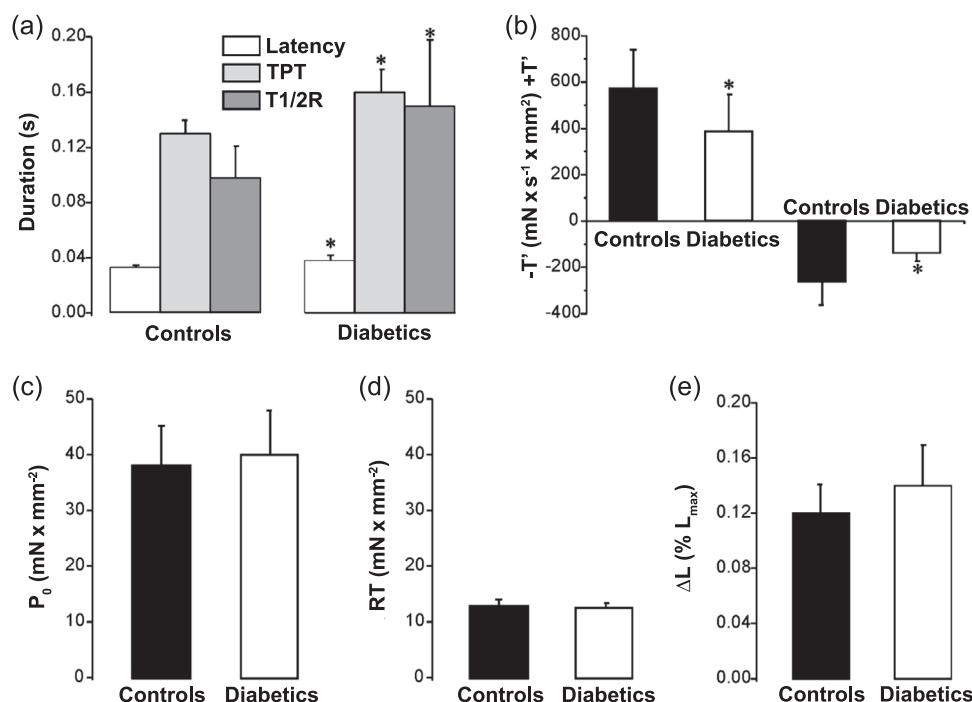 (a)
0.20
0.16
0.12
0.08
0.04
0.00
Duration (s)
Latency
TPT
T1/2R
* * *
Controls Diabetics
(b)
800
600
400
200
0
-200
-400
-T' (mN x s⁻¹ x mm²) +T'
*
Controls Diabetics
Controls Diabetics
*
(c)
50
40
30
20
10
0
P₀ (mN x mm⁻²)
Controls Diabetics
(d)
50
40
30
20
10
0
RT (mN x mm⁻²)
Controls Diabetics
(e)
0.20
0.16
0.12
0.08
0.04
0.00
ΔL (% Lmax)
Controls Diabetics